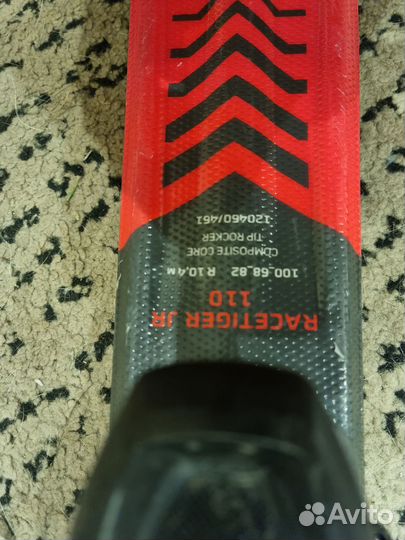 RACETIGER JR
110
100_68_82 R 10,4 M
COMPOSITE CORE
TIP ROCKER
120460/461
Avito